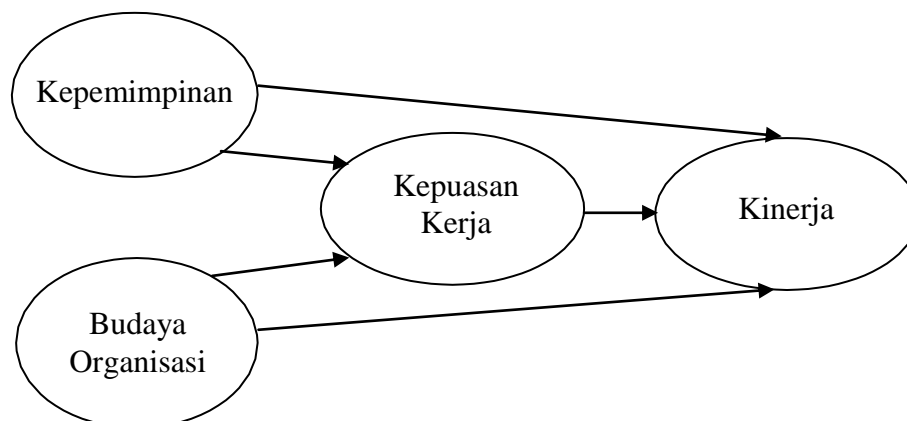 Kepemimpinan
Kepuasan
Kerja
Kinerja
Budaya
Organisasi